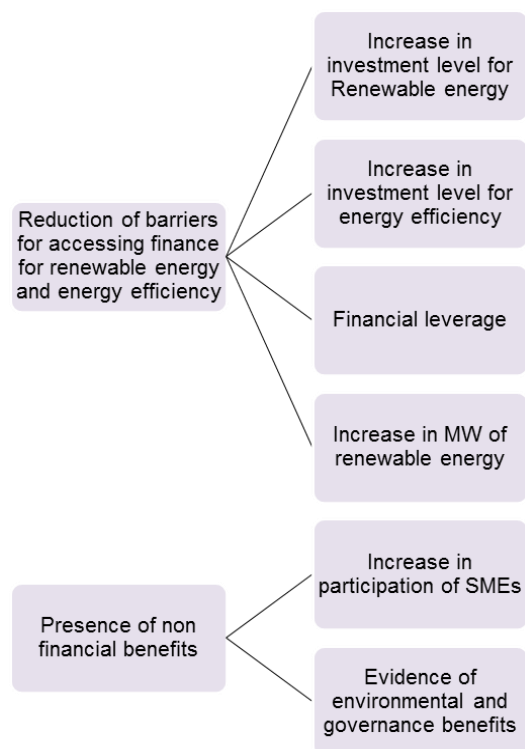 Reduction of barriers
for accessing finance
for renewable energy
and energy efficiency
Increase in
investment level for
Renewable energy
Increase in
investment level for
energy efficiency
Financial leverage
Increase in MW of
renewable energy
Presence of non
financial benefits
Increase in
participation of SMEs
Evidence of
environmental and
governance benefits